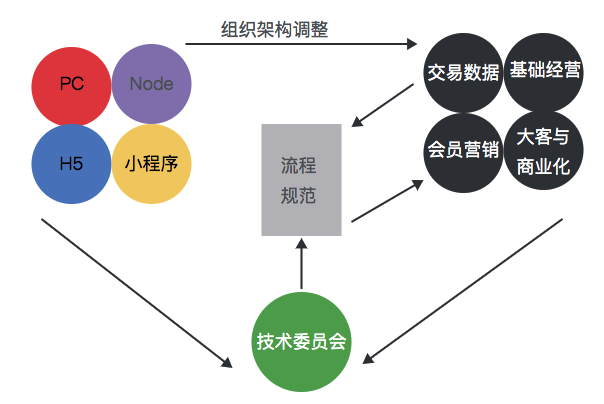 组织架构调整
PC
Node
H5
小程序
交易数据
基础经营
会员营销
大客与
商业化
流程
规范
技术委员会